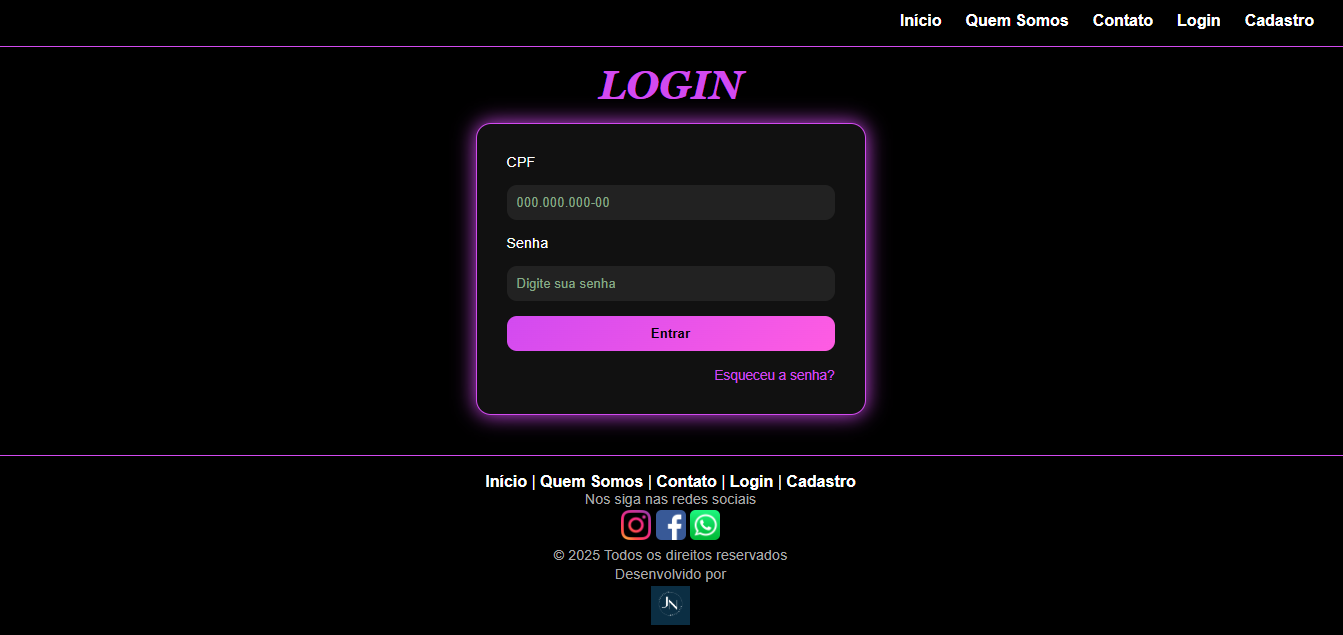 Início Quem Somos Contato Login Cadastro
LOGIN
CPF
000.000.000-00
Senha
Digite sua senha
Entrar
Esqueceu a senha?
Início | Quem Somos | Contato | Login | Cadastro
Nos siga nas redes sociais
© 2025 Todos os direitos reservados
Desenvolvido por
JN